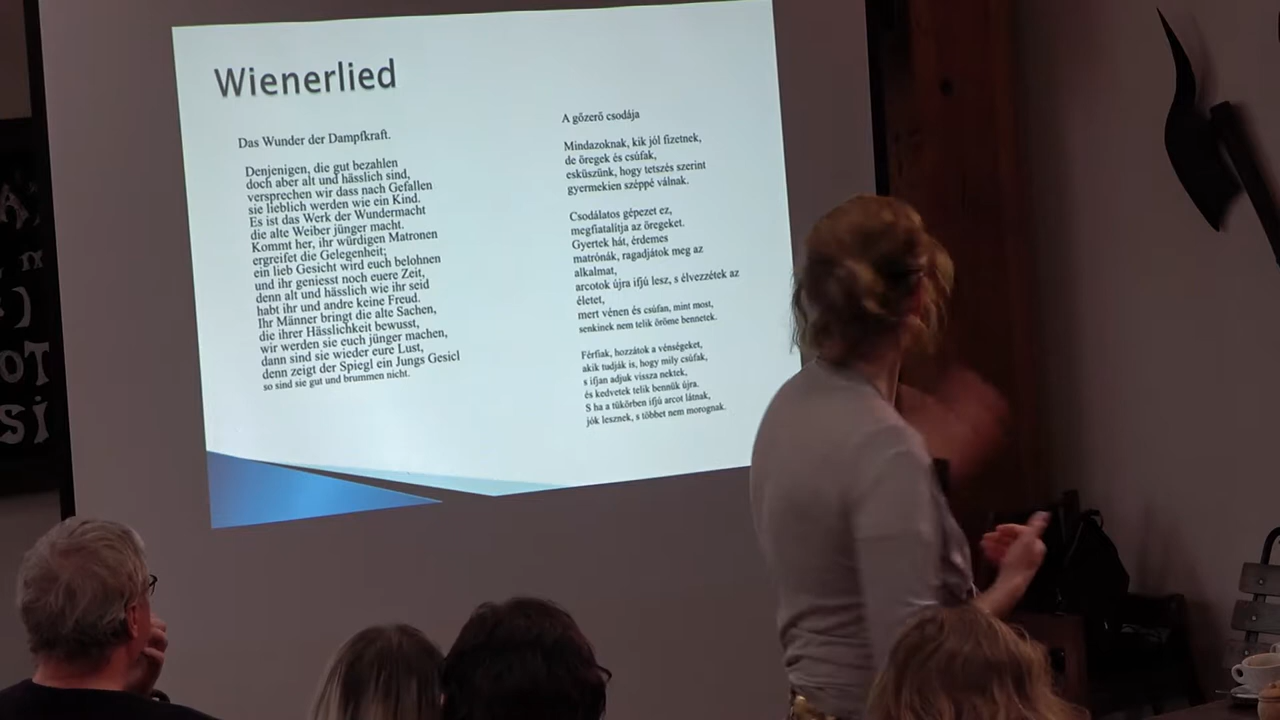 Wienerlied
Das Wunder der Dampfkraft.
Denjenigen, die gut bezahlen
doch aber alt und hässlich sind,
versprechen wir dass nach Gefallen
sie lieblich werden wie ein Kind.
Es ist das Werk der Wundermacht
die alte Weiber jünger macht.
Kommt her, ihr würdigen Matronen
ergreifet die Gelegenheit;
ein lieb Gesicht wird euch belohnen
und ihr geniesst noch euere Zeit,
denn alt und hässlich wie ihr seid
habt ihr und andre keine Freud.
Ihr Männer bringt die alte Sachen,
die ihrer Hässlichkeit bewusst,
wir werden sie euch jünger machen,
dann sind sie wieder eure Lust,
denn zeigt der Spiegl ein Jungs Gesicl
so sind sie gut und brummen nicht.
A gőzerő csodája
Mindazoknak, kik jól fizetnek,
de öregek és csúfak,
esküszünk, hogy tetszés szerint
gyermekien széppé válnak.
Csodálatos gépezet ez,
megfiatalítja az öregeket.
Gyertek hát, érdemes
matrónák, ragadjátok meg az
alkalmat,
arcotok újra ifjú lesz, s élvezzétek az
életet,
mert vénen és csúfan, mint most,
senkinek nem telik öröme bennetek.
Férfiak, hozzátok a vénségeket,
akik tudják is, hogy mily csúfak,
s ifjan adjuk vissza nektek,
és kedvetek telik bennük újra.
S ha a tükörben ifjú arcot látnak,
jók lesznek, s többet nem morognak.
OT
Si